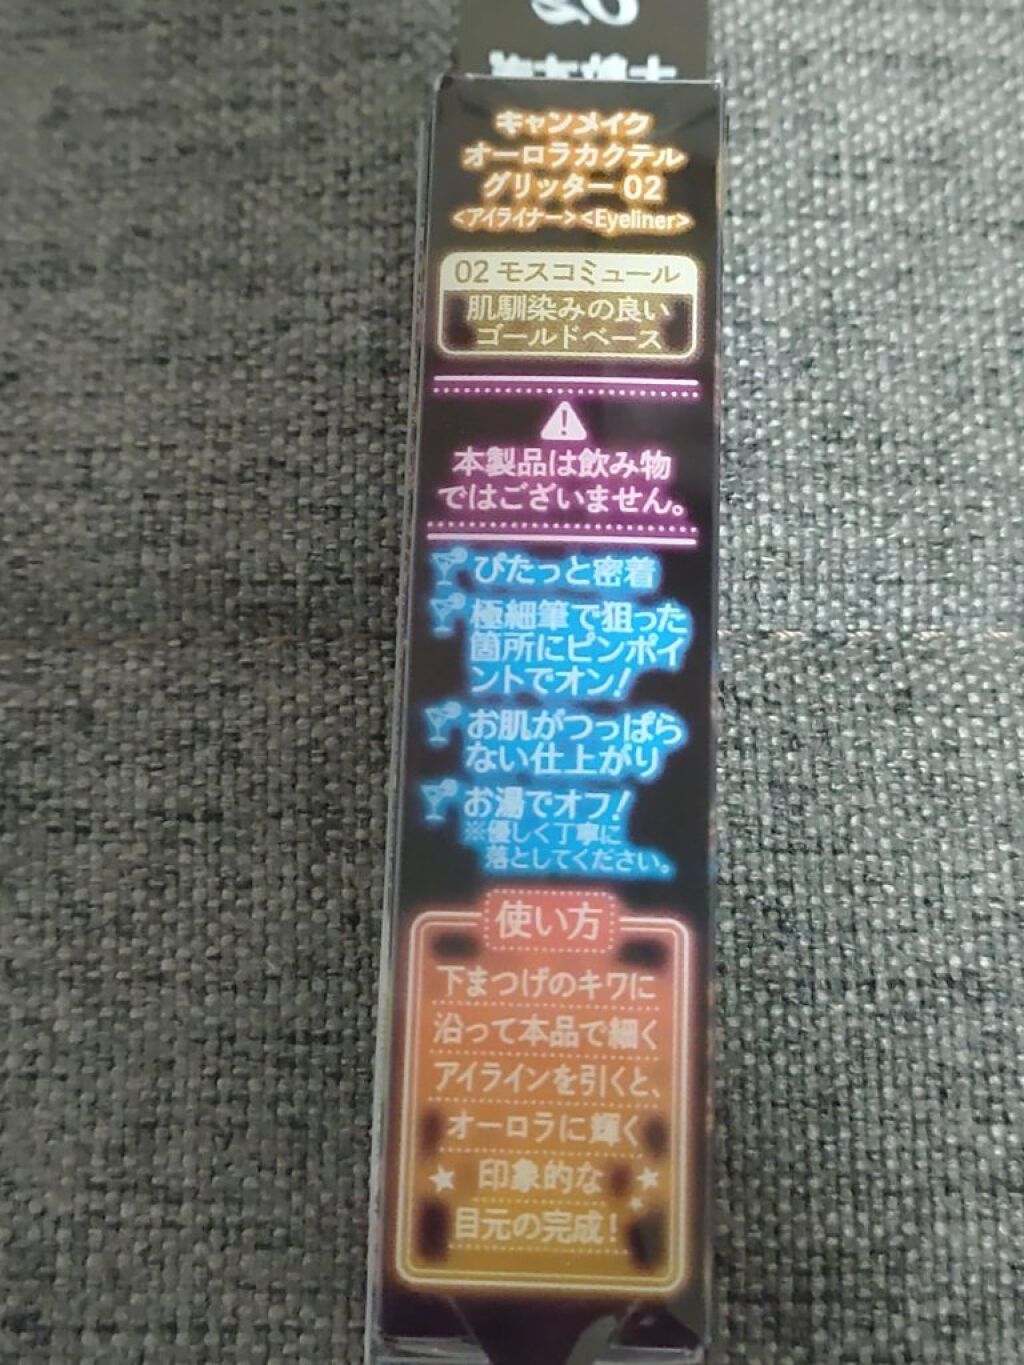 02
キャンメイク
オーロラカクテル
グリッター 02
<アイライナー> <Eyeliner>
02 モスコミュール
肌馴染みの良い
ゴールドベース
!
本製品は飲み物
ではございません。
ぴたっと密着
極細筆で狙った
箇所にピンポイ
ントでオン!
お肌がつっぱら
ない仕上がり
お湯でオフ!
※優しく丁寧に
落としてください。
使い方
下まつげのキワに
沿って本品で細く
アイラインを引くと、
オーロラに輝く
印象的な
目元の完成!